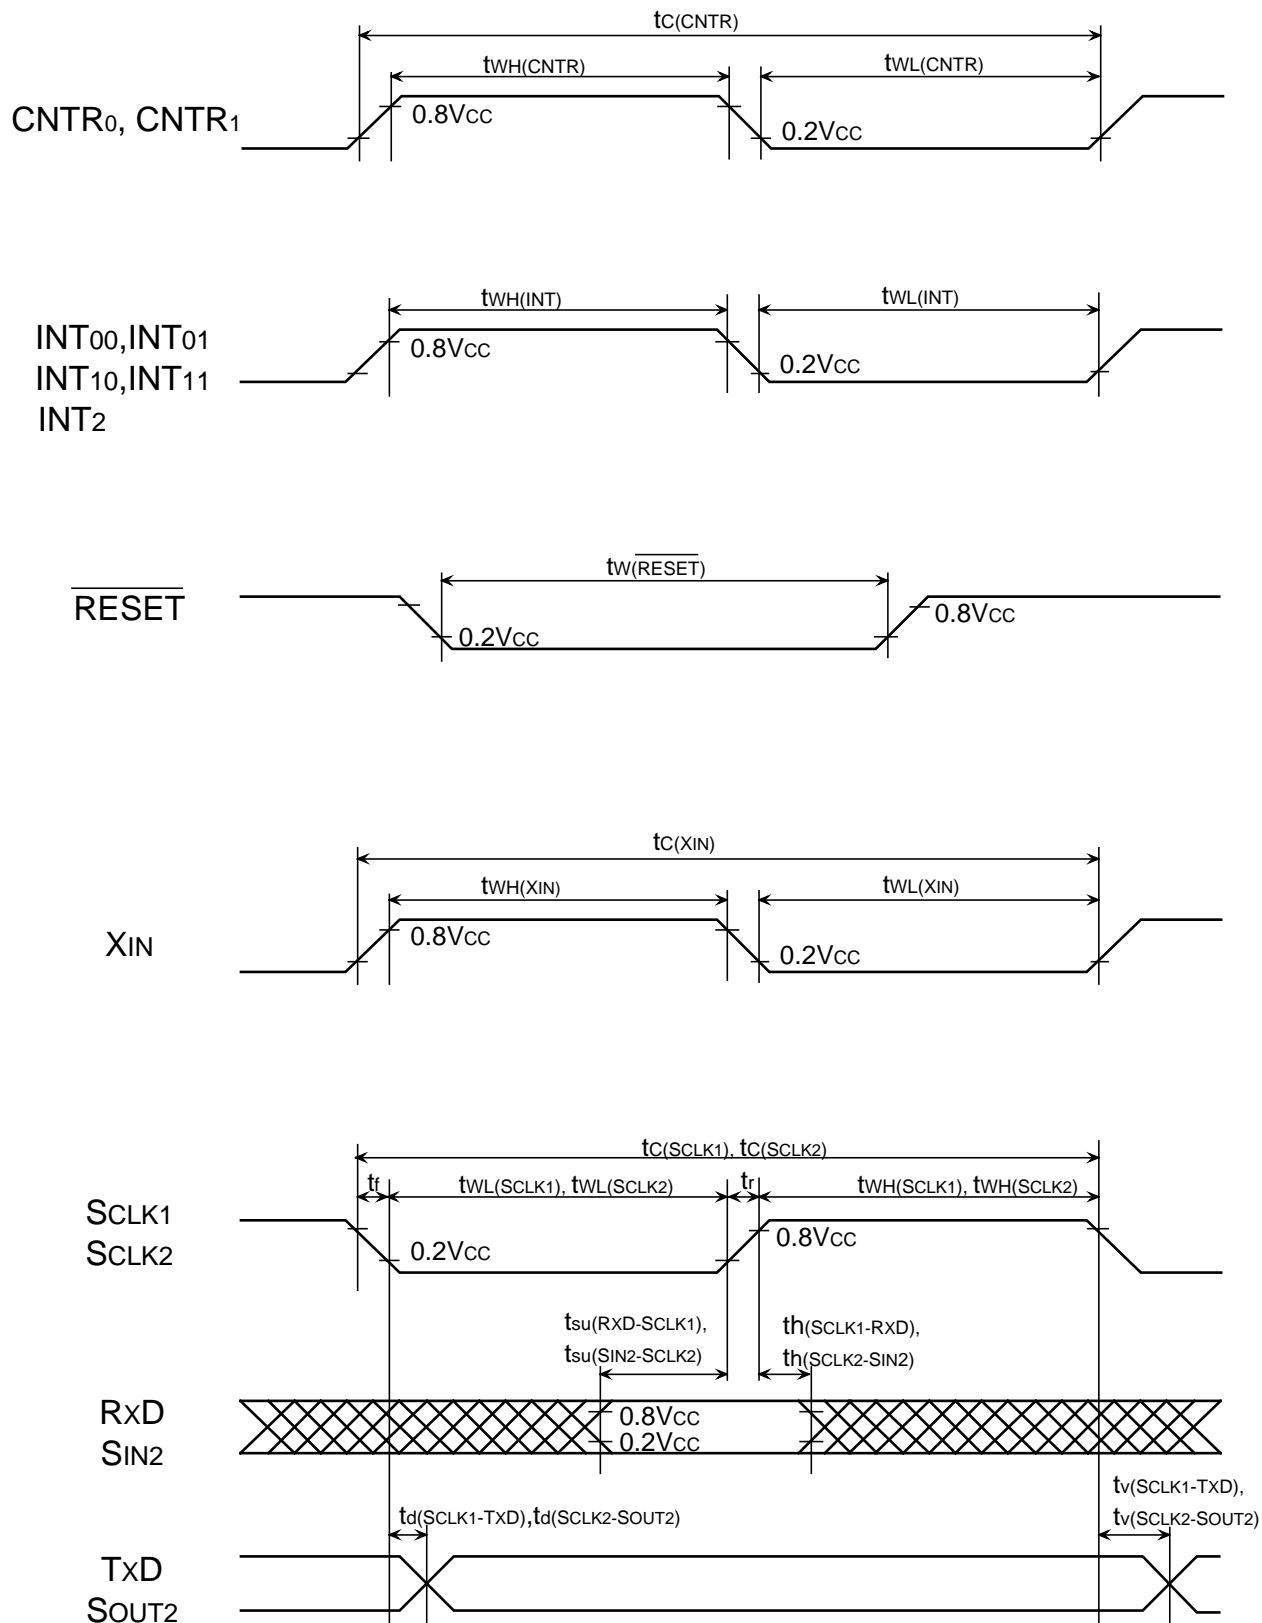 tC(CNTR)
tWH(CNTR)
tWL(CNTR)
CNTR0, CNTR1
0.8VCC
0.2VCC
tWH(INT)
tWL(INT)
INT00,INT01
INT10,INT11
INT2
0.8VCC
0.2VCC
tW(RESET)
RESET
0.2VCC
0.8VCC
tC(XIN)
tWH(XIN)
tWL(XIN)
XIN
0.8VCC
0.2VCC
tC(SCLK1), tC(SCLK2)
tf
tWL(SCLK1), tWL(SCLK2)
tr
tWH(SCLK1), tWH(SCLK2)
SCLK1
SCLK2
0.2VCC
0.8VCC
tsu(RXD-SCLK1),
tsu(SIN2-SCLK2)
th(SCLK1-RXD),
th(SCLK2-SIN2)
RXD
SIN2
0.8VCC
0.2VCC
td(SCLK1-TXD),td(SCLK2-SOUT2)
tv(SCLK1-TXD),
tv(SCLK2-SOUT2)
TXD
SOUT2